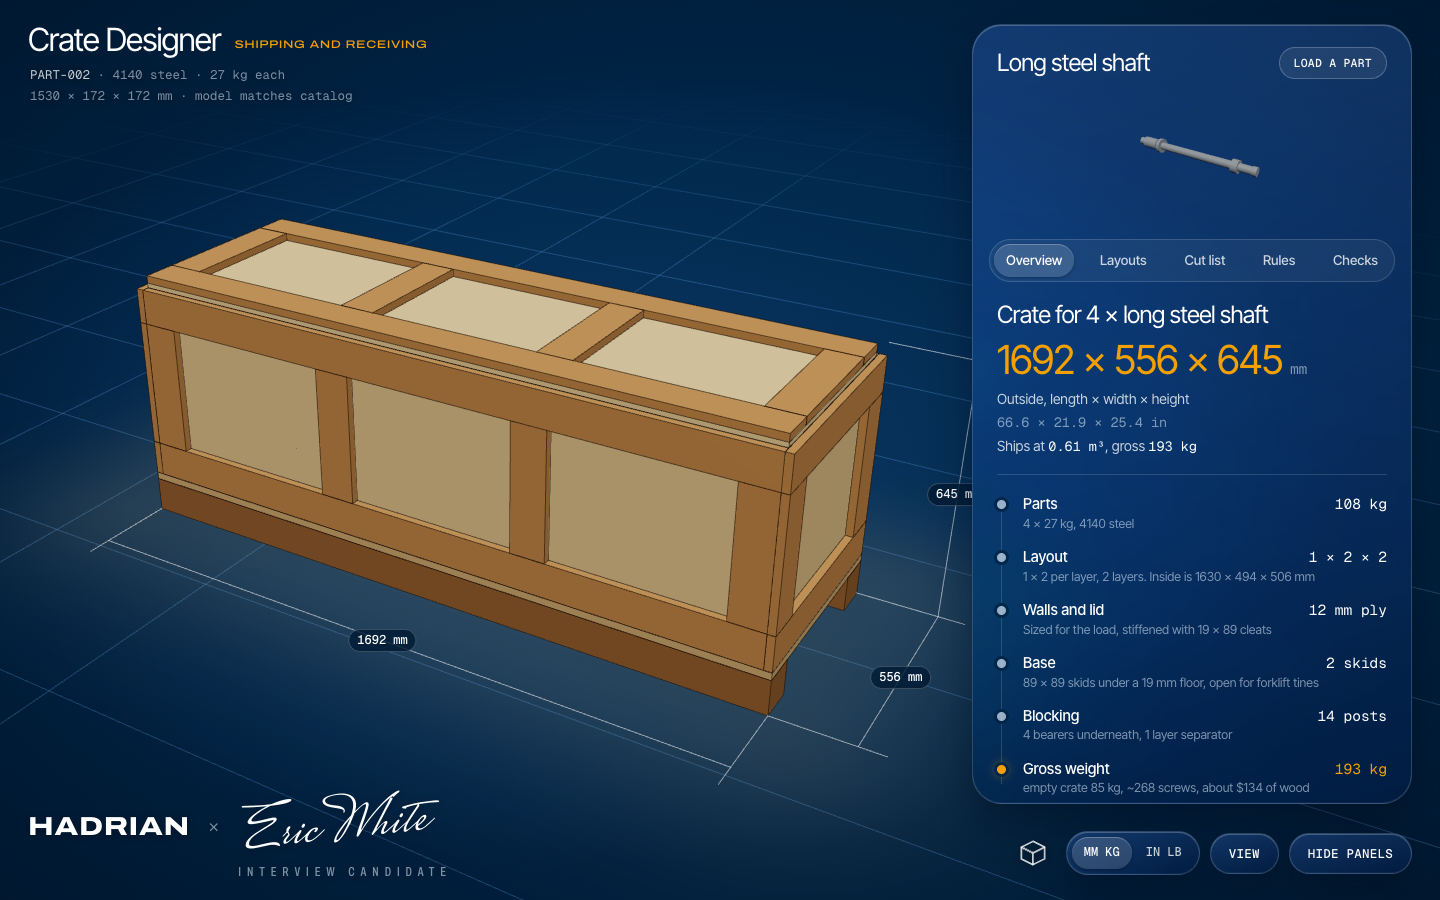 Crate Designer SHIPPING AND RECEIVING
PART-002 · 4140 steel · 27 kg each
1530 × 172 × 172 mm · model matches catalog
Long steel shaft
LOAD A PART
Overview Layouts Cut list Rules Checks
Crate for 4 × long steel shaft
1692 × 556 × 645 mm
Outside, length × width × height
66.6 × 21.9 × 25.4 in
Ships at 0.61 m³, gross 193 kg
Parts 108 kg
4 × 27 kg, 4140 steel
Layout 1 × 2 × 2
1 × 2 per layer, 2 layers. Inside is 1630 × 494 × 506 mm
Walls and lid 12 mm ply
Sized for the load, stiffened with 19 × 89 cleats
Base 2 skids
89 × 89 skids under a 19 mm floor, open for forklift tines
Blocking 14 posts
4 bearers underneath, 1 layer separator
Gross weight 193 kg
empty crate 85 kg, ~268 screws, about $134 of wood
645 m
1692 mm
556 mm
HADRIAN × Eric White
INTERVIEW CANDIDATE
MM KG IN LB VIEW HIDE PANELS